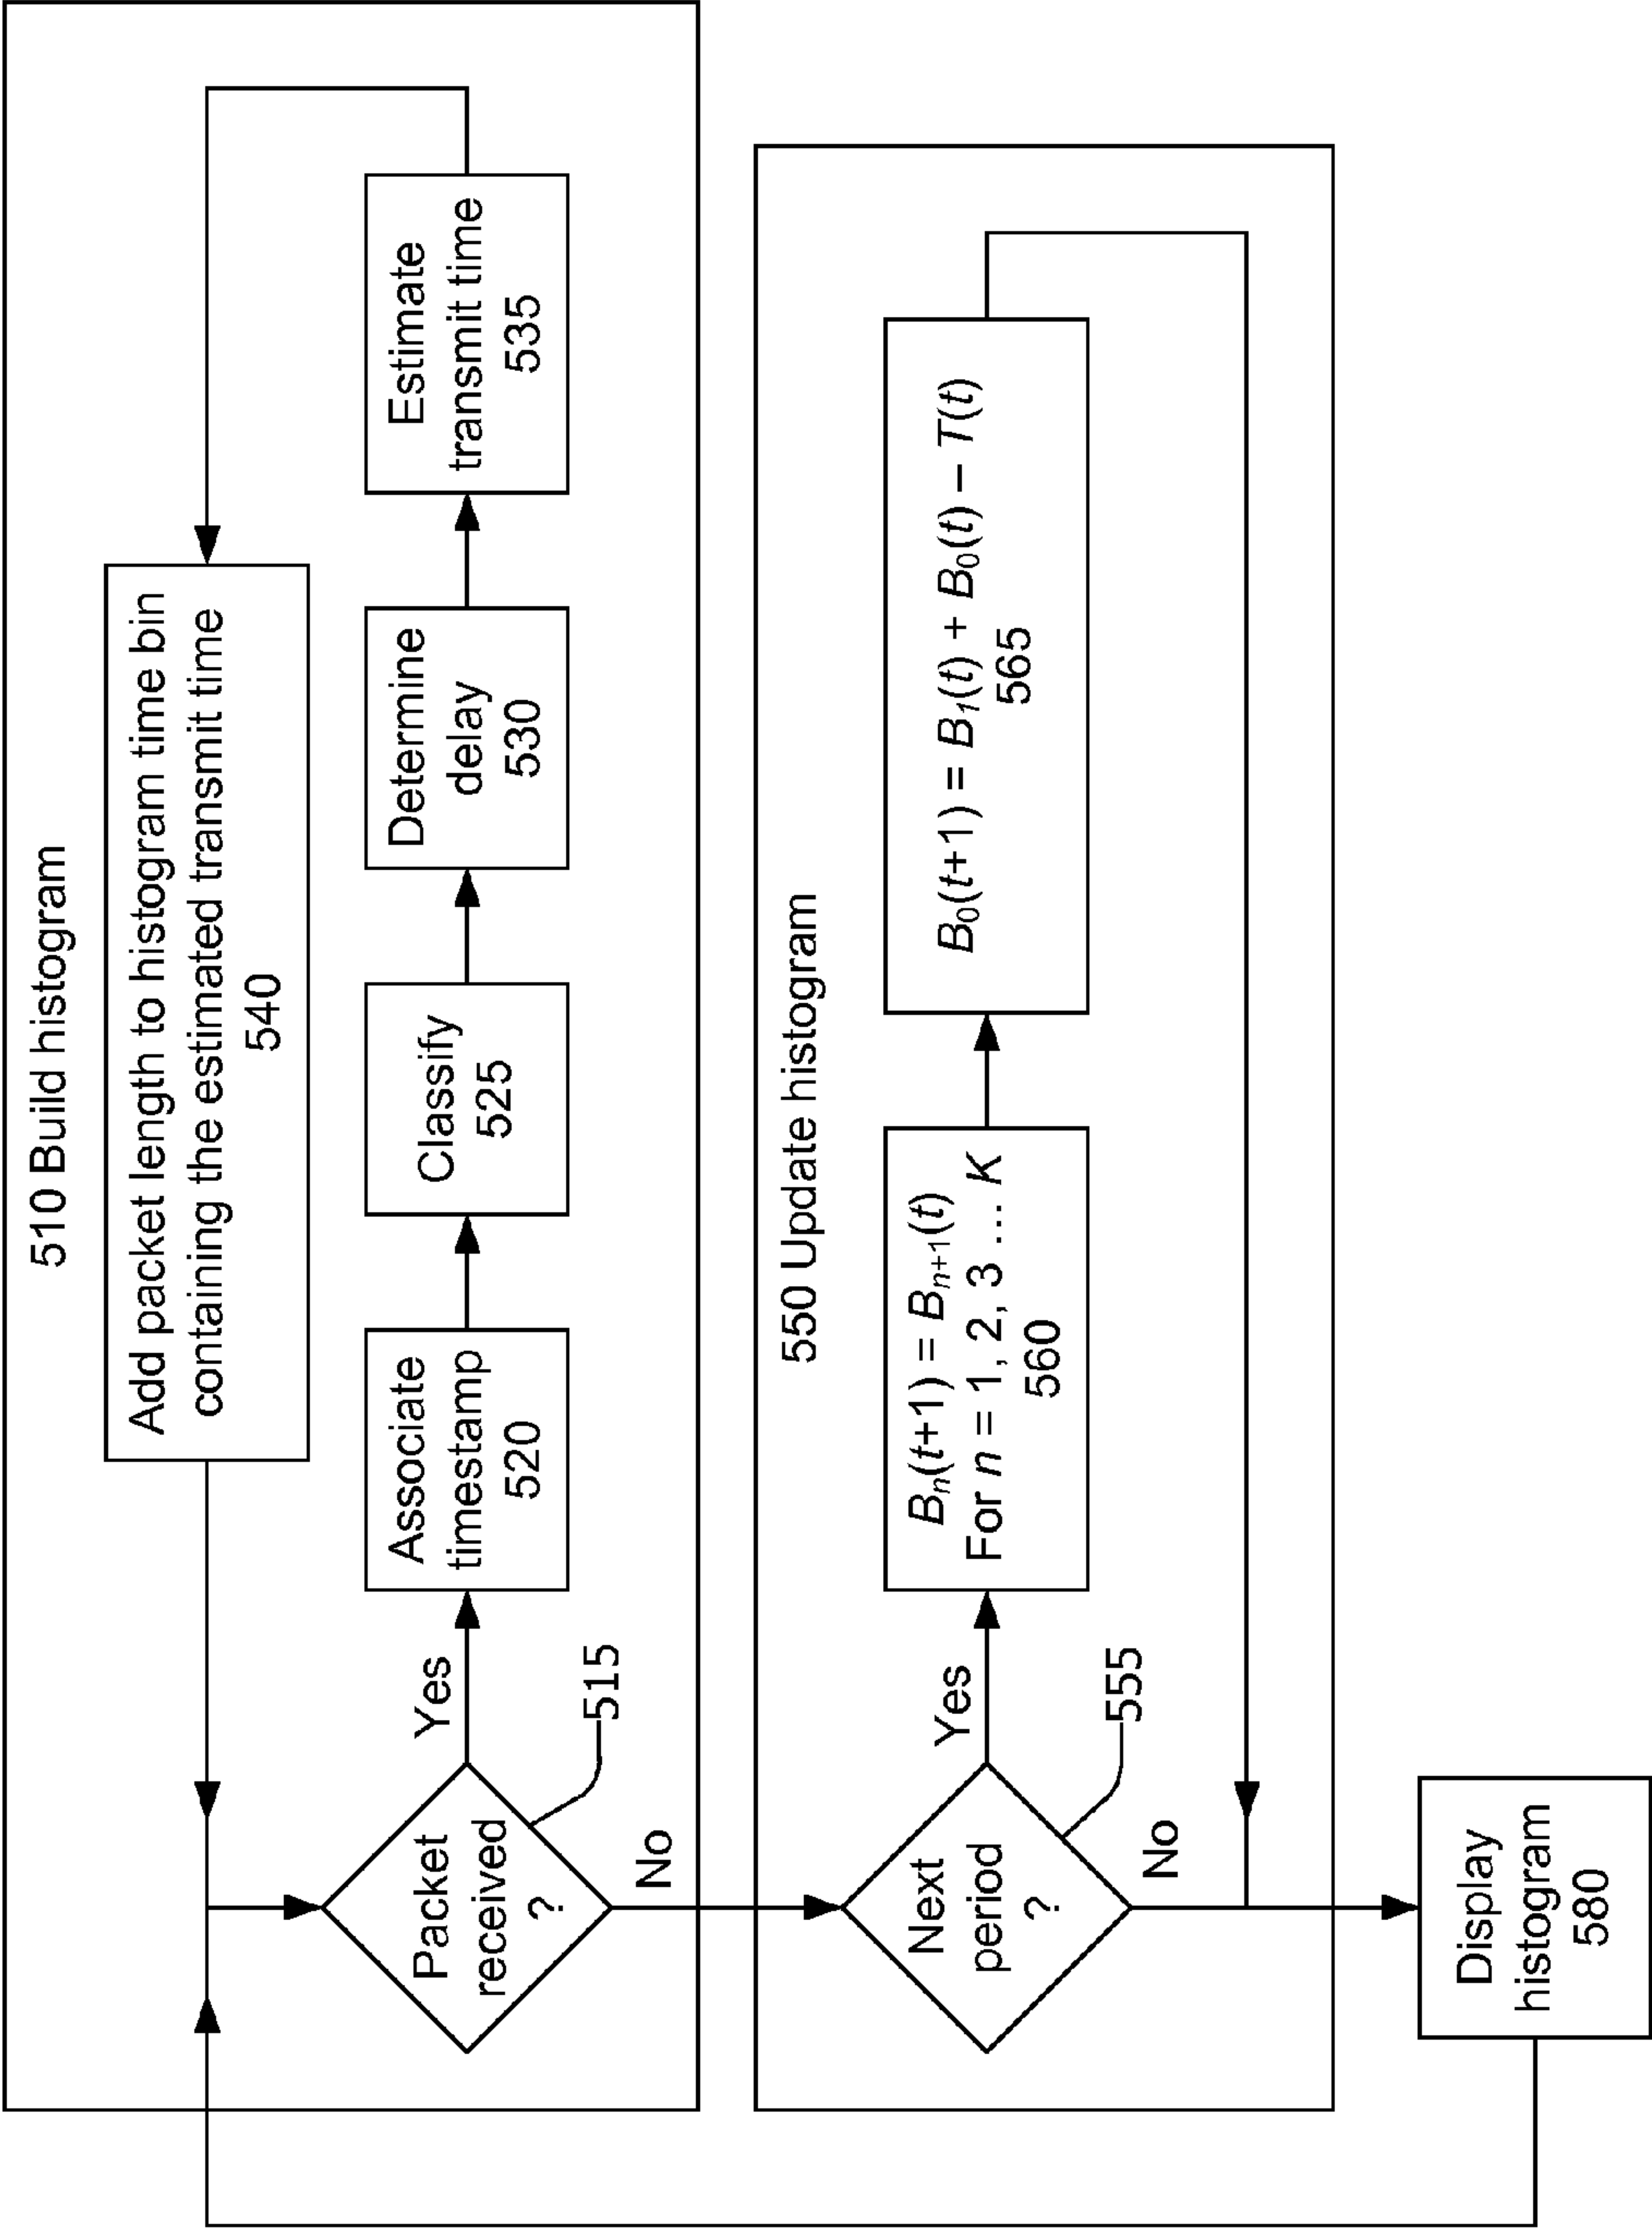 510 Build histogram
Add packet length to histogram time bin
containing the estimated transmit time
540
Packet
received
?
Yes
No
515
Associate
timestamp
520
Classify
525
Determine
delay
530
Estimate
transmit time
535
550 Update histogram
Next
period
?
Yes
No
555
Bₙ(t+1) = Bₙ₊₁(t)
For n = 1, 2, 3 ... K
560
B₀(t+1) = B₁(t) + B₀(t) – T(t)
565
Display
histogram
580